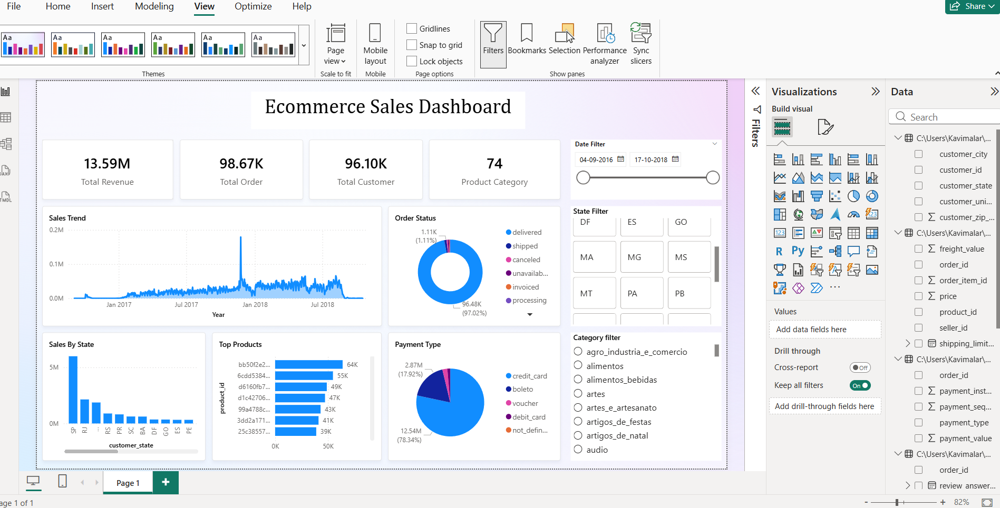 File Home Insert Modeling View Optimize Help Share
Aa Aa Aa Aa Aa Aa
Page view
Mobile layout
Gridlines
Snap to grid
Lock objects
Filters Bookmarks Selection Performance analyzer Sync slicers
Themes Scale to fit Mobile Page options Show panes
Ecommerce Sales Dashboard
13.59M
Total Revenue
98.67K
Total Order
96.10K
Total Customer
74
Product Category
Date Filter
04-09-2016 17-10-2018
Sales Trend
0.2M
0.1M
0.0M
Jan 2017 Jul 2017 Jan 2018 Jul 2018
Year
Order Status
1.11K
(1.11%)
96.48K
(97.02%)
delivered
shipped
canceled
unavailab...
invoiced
processing
State Filter
DF ES GO
MA MG MS
MT PA PB
Sales By State
5M
0M
SP RJ ... RS PR SC BA DF GO ES PE
customer_state
Top Products
product_id
bb50f2e2... 64K
6cdd5384... 55K
d6160fb7... 49K
d1c42706... 47K
99a4788c... 43K
3dd2a171... 41K
25c38557... 39K
0K 50K
Payment Type
2.87M
(17.92%)
12.54M
(78.34%)
credit_card
boleto
voucher
debit_card
not_defin...
Category filter
agro_industria_e_comercio
alimentos
alimentos_bebidas
artes
artes_e_artesanato
artigos_de_festas
artigos_de_natal
audio
Filters
Visualizations
Build visual
123
123
R Py
...
Values
Add data fields here
Drill through
Cross-report Off
Keep all filters On
Add drill-through fields here
Data
Search
C:\Users\Kavimalar\...
customer_city
customer_id
customer_state
customer_uni...
customer_zip_...
C:\Users\Kavimalar\...
freight_value
order_id
order_item_id
price
product_id
seller_id
shipping_limit...
C:\Users\Kavimalar\...
order_id
payment_inst...
payment_seq...
payment_type
payment_value
C:\Users\Kavimalar\...
order_id
review answer...
DAX
TMDL
Page 1
age 1 of 1
- + 82%